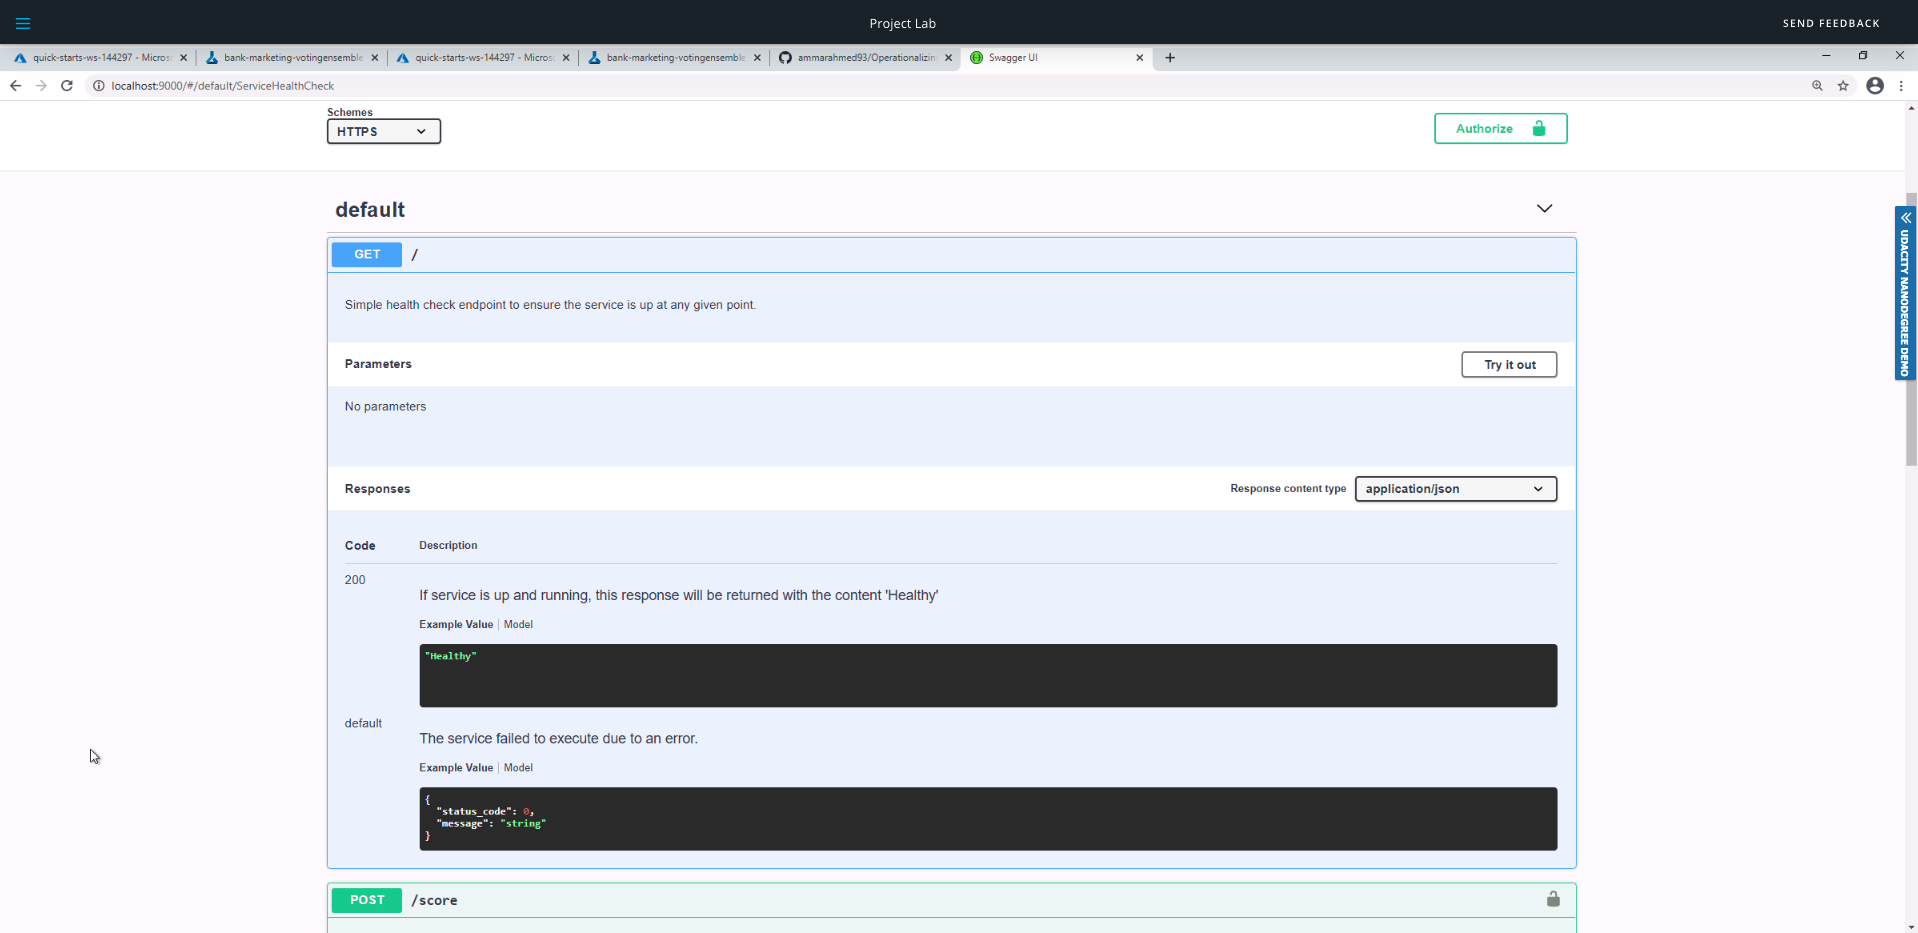 Project Lab
SEND FEEDBACK
quick-starts-ws-144297 - Micros
bank-marketing-votingensemble
quick-starts-ws-144297 - Micros
bank-marketing-votingensemble
ammarahmed93/Operationalizin
Swagger UI
localhost:9000/#/default/ServiceHealthCheck
Schemes
HTTPS
Authorize
default
GET /
Simple health check endpoint to ensure the service is up at any given point.
Parameters
Try it out
No parameters
Responses
Response content type
application/json
Code Description
200
If service is up and running, this response will be returned with the content 'Healthy'
Example Value | Model
"Healthy"
default
The service failed to execute due to an error.
Example Value | Model
{
"status_code": 0,
"message": "string"
}
POST /score
UDACITY NANODEGREE DEMO